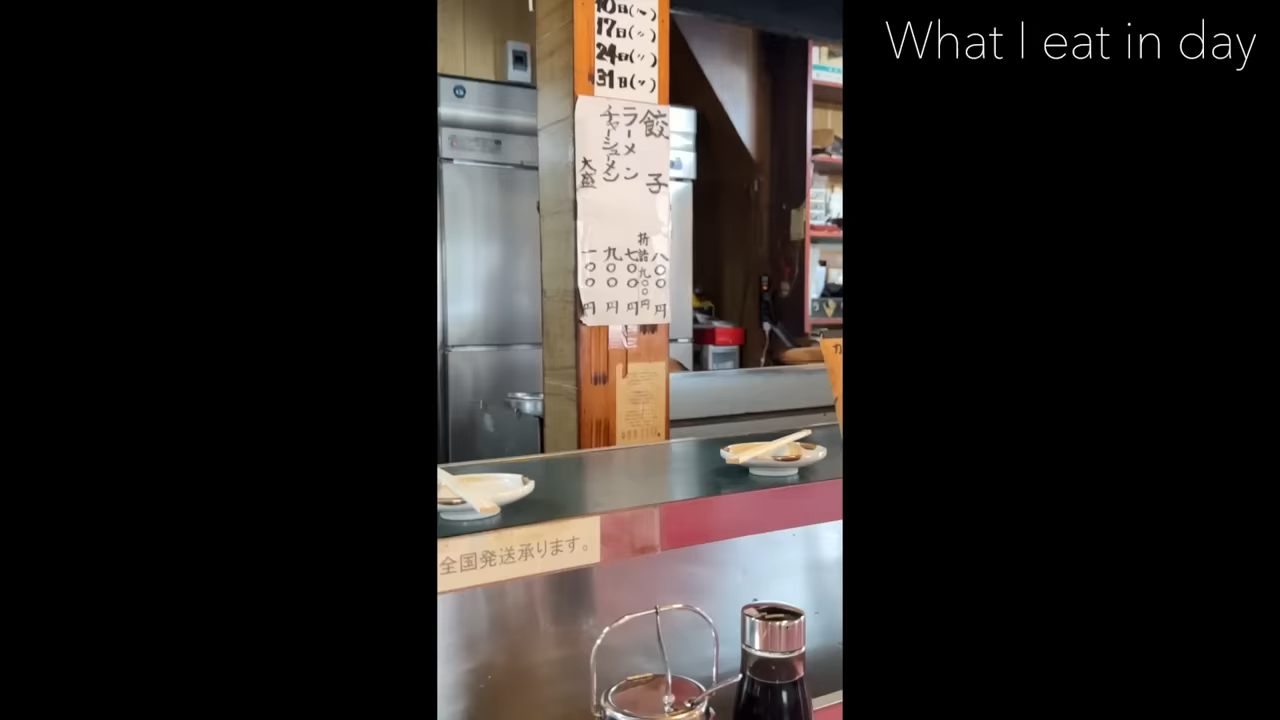 What I eat in day
10日(〃)
17日(〃)
24日(〃)
31日(〃)
餃子 八〇〇円
折詰九〇〇円
ラーメン 七〇〇円
チャーシューメン 九〇〇円
大盛 一〇〇円
全国発送承ります。